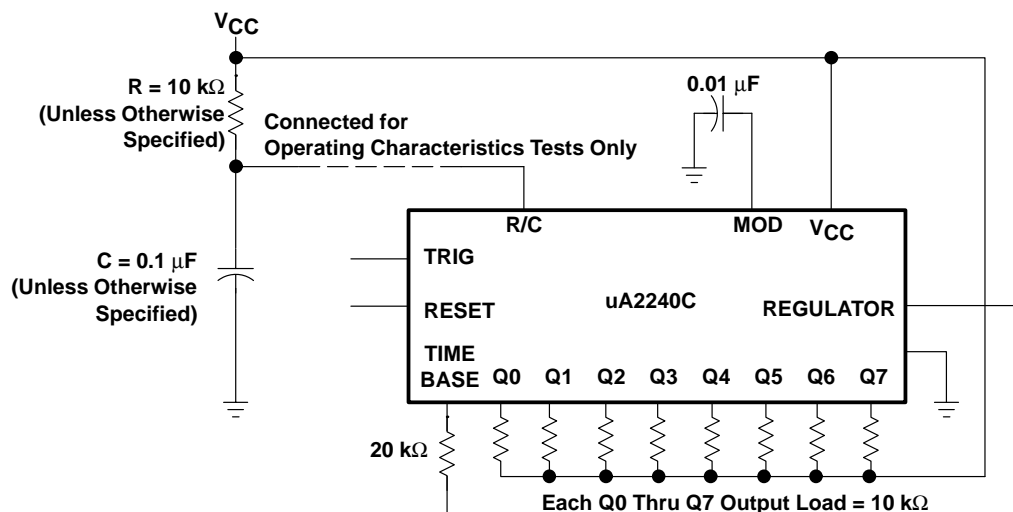 VCC
R = 10 kΩ
(Unless Otherwise
Specified)
0.01 μF
Connected for
Operating Characteristics Tests Only
R/C
MOD
VCC
C = 0.1 μF
(Unless Otherwise
Specified)
TRIG
RESET
uA2240C
REGULATOR
TIME
BASE
Q0
Q1
Q2
Q3
Q4
Q5
Q6
Q7
20 kΩ
Each Q0 Thru Q7 Output Load = 10 kΩ